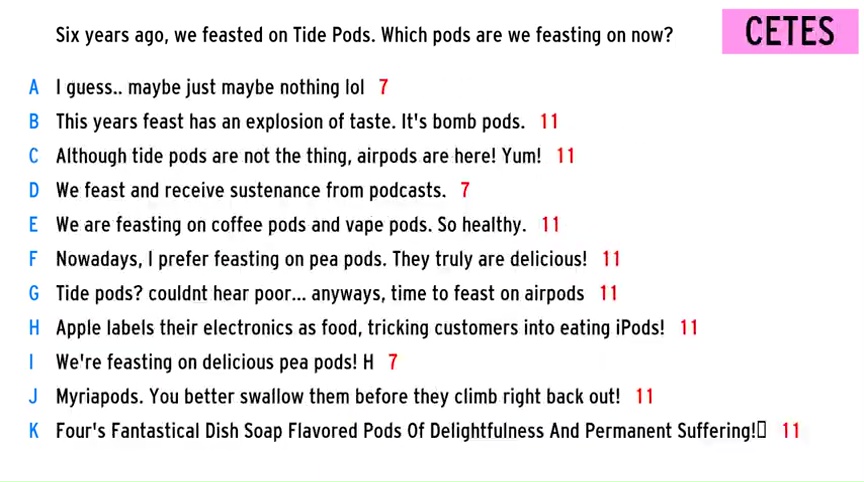 Six years ago, we feasted on Tide Pods. Which pods are we feasting on now?
CETES
A I guess.. maybe just maybe nothing lol 7
B This years feast has an explosion of taste. It's bomb pods. 11
C Although tide pods are not the thing, airpods are here! Yum! 11
D We feast and receive sustenance from podcasts. 7
E We are feasting on coffee pods and vape pods. So healthy. 11
F Nowadays, I prefer feasting on pea pods. They truly are delicious! 11
G Tide pods? couldnt hear poor... anyways, time to feast on airpods 11
H Apple labels their electronics as food, tricking customers into eating iPods! 11
I We're feasting on delicious pea pods! H 7
J Myriapods. You better swallow them before they climb right back out! 11
K Four's Fantastical Dish Soap Flavored Pods Of Delightfulness And Permanent Suffering!▯ 11